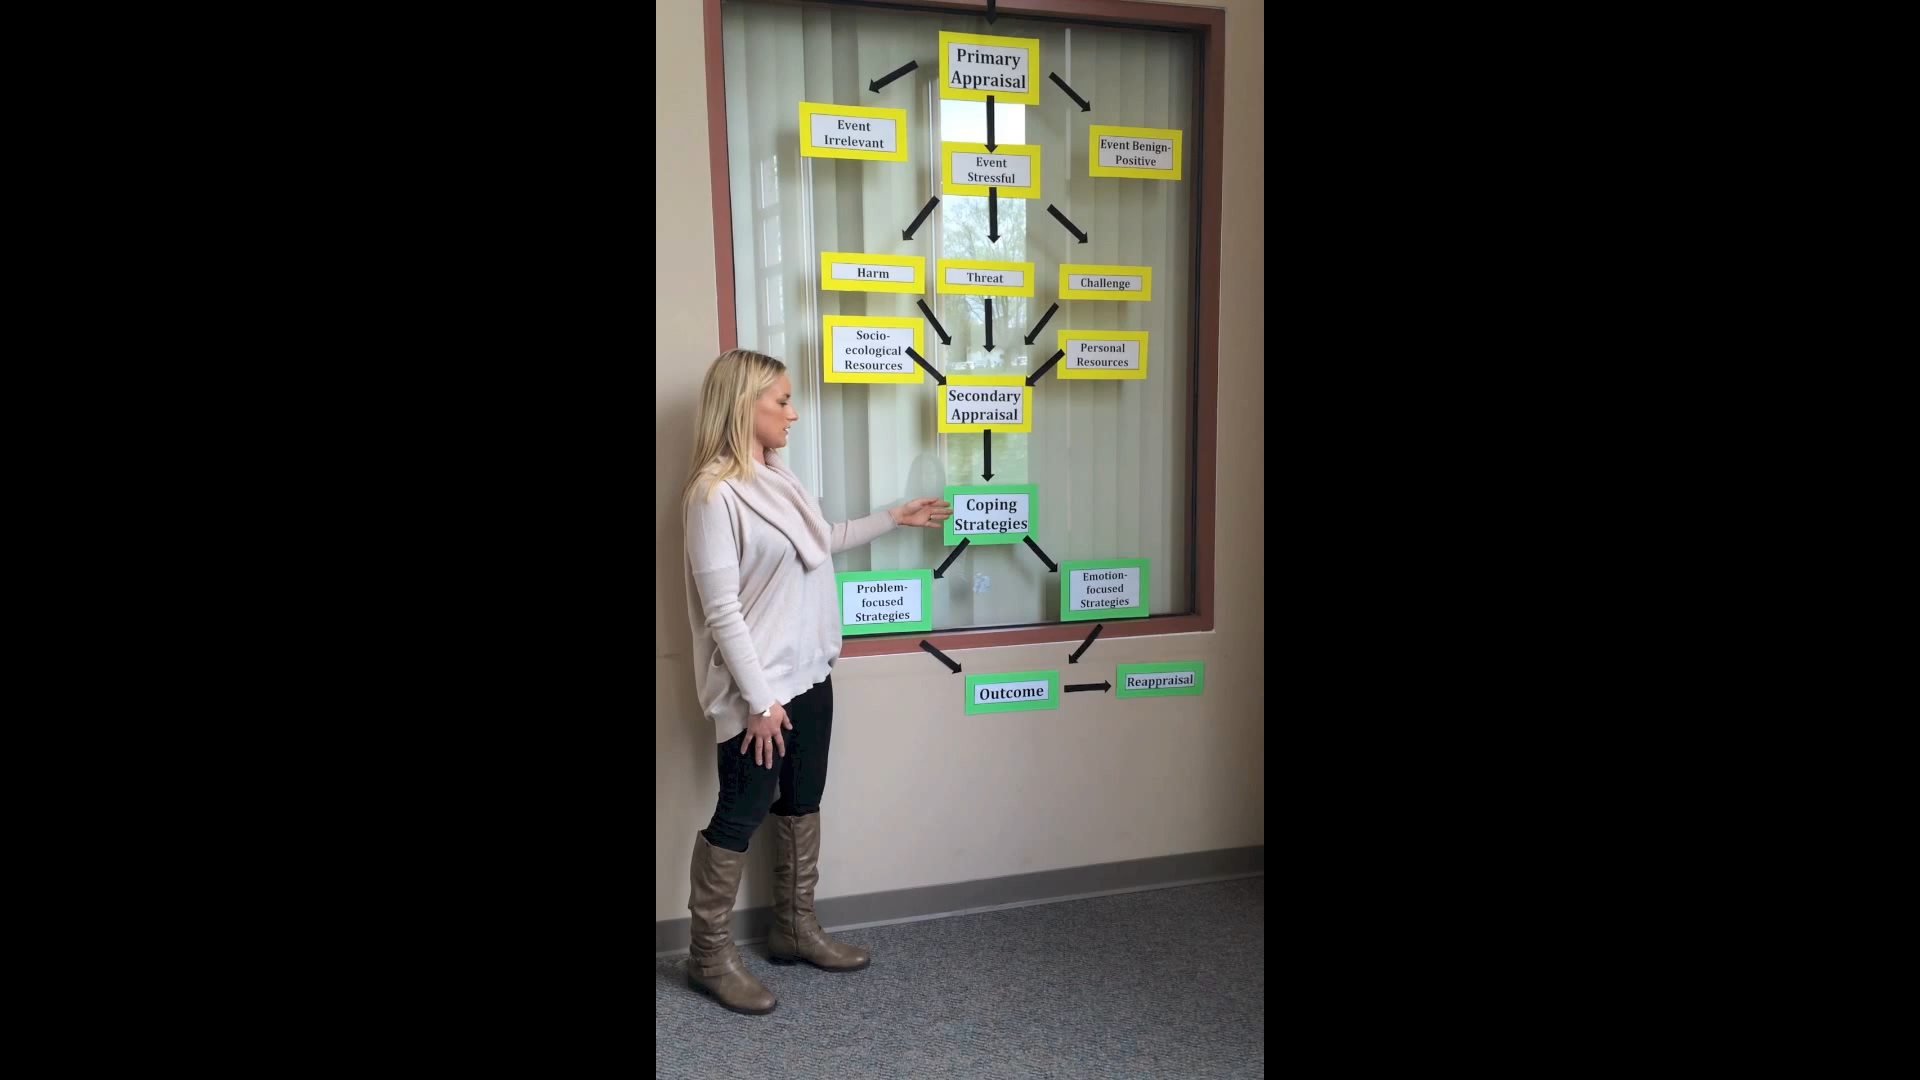 Primary
Appraisal
Event
Irrelevant
Event Benign-
Positive
Event
Stressful
Harm
Threat
Challenge
Socio-
ecological
Resources
Personal
Resources
Secondary
Appraisal
Coping
Strategies
Problem-
focused
Strategies
Emotion-
focused
Strategies
Outcome
Reappraisal